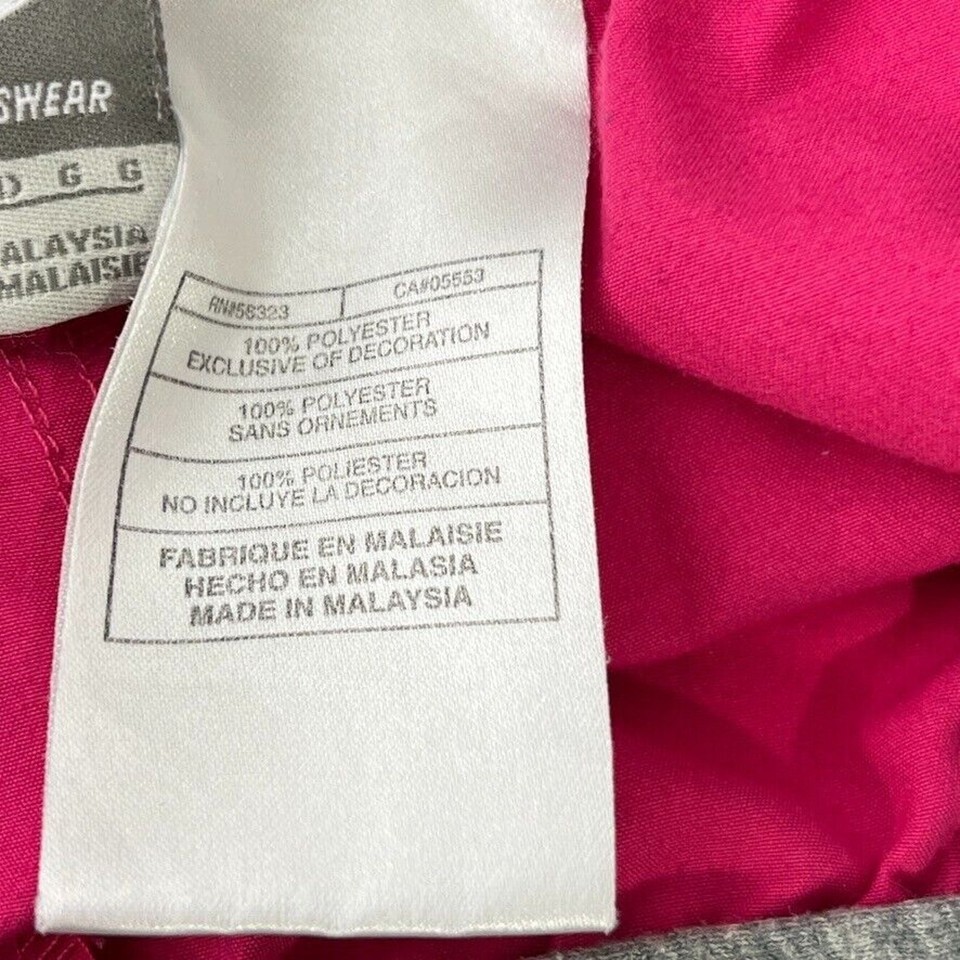 SWEAR
G G
ALAYSIA
MALAISIE
RN#56323 CA#05553
100% POLYESTER
EXCLUSIVE OF DECORATION
100% POLYESTER
SANS ORNEMENTS
100% POLIESTER
NO INCLUYE LA DECORACION
FABRIQUE EN MALAISIE
HECHO EN MALASIA
MADE IN MALAYSIA